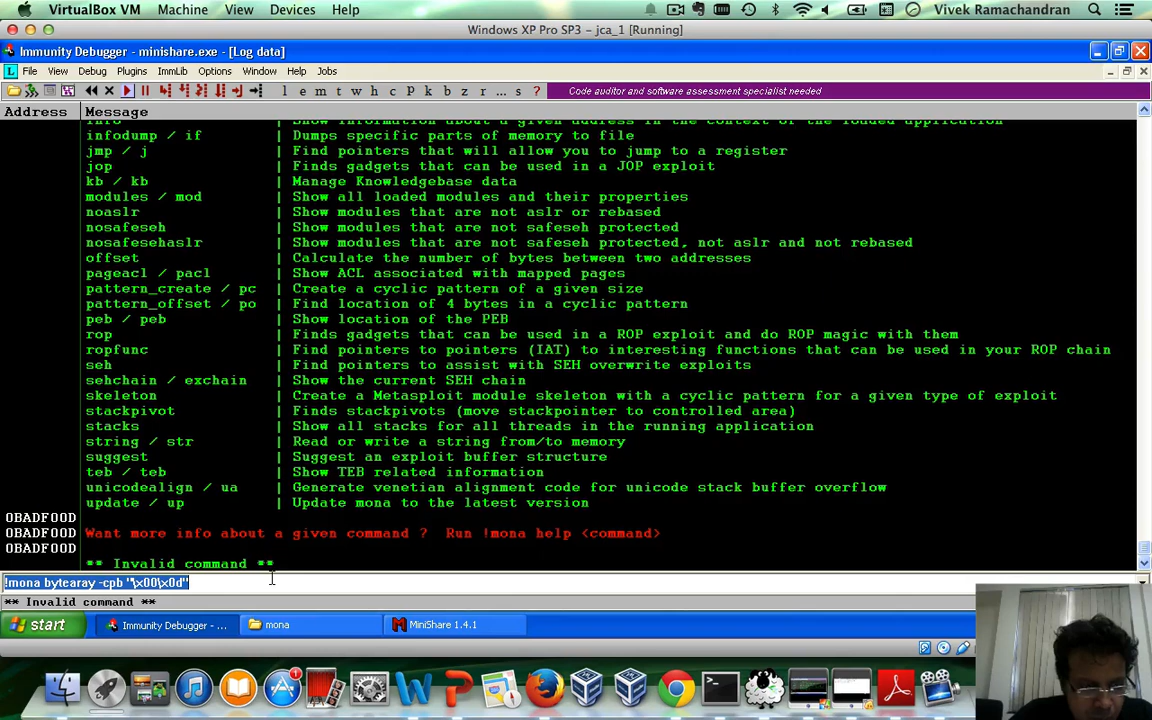 VirtualBox VM Machine View Devices Help Vivek Ramachandran
Windows XP Pro SP3 – jca_1 [Running]
Immunity Debugger - minishare.exe - [Log data]
L File View Debug Plugins ImmLib Options Window Help Jobs
l e m t w h c p k b z r ... s ? Code auditor and software assessment specialist needed
Address Message
info | Show information about a given address in the context of the loaded application
infodump / if | Dumps specific parts of memory to file
jmp / j | Find pointers that will allow you to jump to a register
jop | Finds gadgets that can be used in a JOP exploit
kb / kb | Manage Knowledgebase data
modules / mod | Show all loaded modules and their properties
noaslr | Show modules that are not aslr or rebased
nosafeseh | Show modules that are not safeseh protected
nosafesehaslr | Show modules that are not safeseh protected, not aslr and not rebased
offset | Calculate the number of bytes between two addresses
pageacl / pacl | Show ACL associated with mapped pages
pattern_create / pc | Create a cyclic pattern of a given size
pattern_offset / po | Find location of 4 bytes in a cyclic pattern
peb / peb | Show location of the PEB
rop | Finds gadgets that can be used in a ROP exploit and do ROP magic with them
ropfunc | Find pointers to pointers (IAT) to interesting functions that can be used in your ROP chain
seh | Find pointers to assist with SEH overwrite exploits
sehchain / exchain | Show the current SEH chain
skeleton | Create a Metasploit module skeleton with a cyclic pattern for a given type of exploit
stackpivot | Finds stackpivots (move stackpointer to controlled area)
stacks | Show all stacks for all threads in the running application
string / str | Read or write a string from/to memory
suggest | Suggest an exploit buffer structure
teb / teb | Show TEB related information
unicodealign / ua | Generate venetian alignment code for unicode stack buffer overflow
update / up | Update mona to the latest version
0BADF00D
0BADF00D Want more info about a given command ? Run !mona help <command>
0BADF00D
** Invalid command **
!mona bytearay -cpb "\x00\x0d"
** Invalid command **
start Immunity Debugger - ... mona MiniShare 1.4.1
1